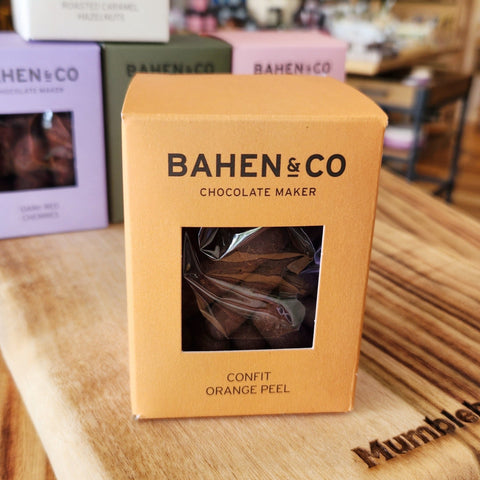 ROASTED CARAMEL
HAZELNUTS
BAHEN & CO
CHOCOLATE MAKER
DARK RED
CHERRIES
BAHEN & CO
BAHEN & CO
BAHEN & CO
CHOCOLATE MAKER
CONFIT
ORANGE PEEL